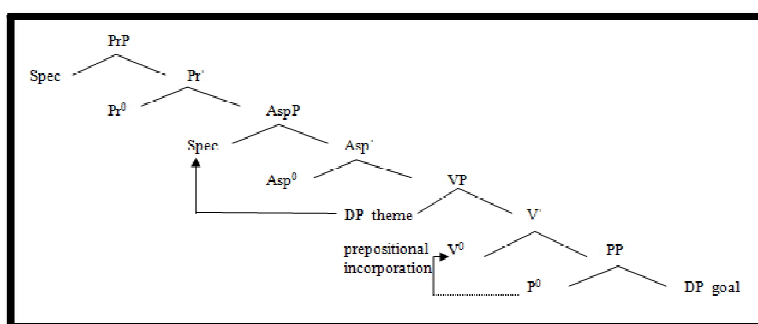 PrP
Spec Pr'
Pr⁰ AspP
Spec Asp'
Asp⁰ VP
DP theme V'
prepositional V⁰ PP
incorporation
P⁰ DP goal